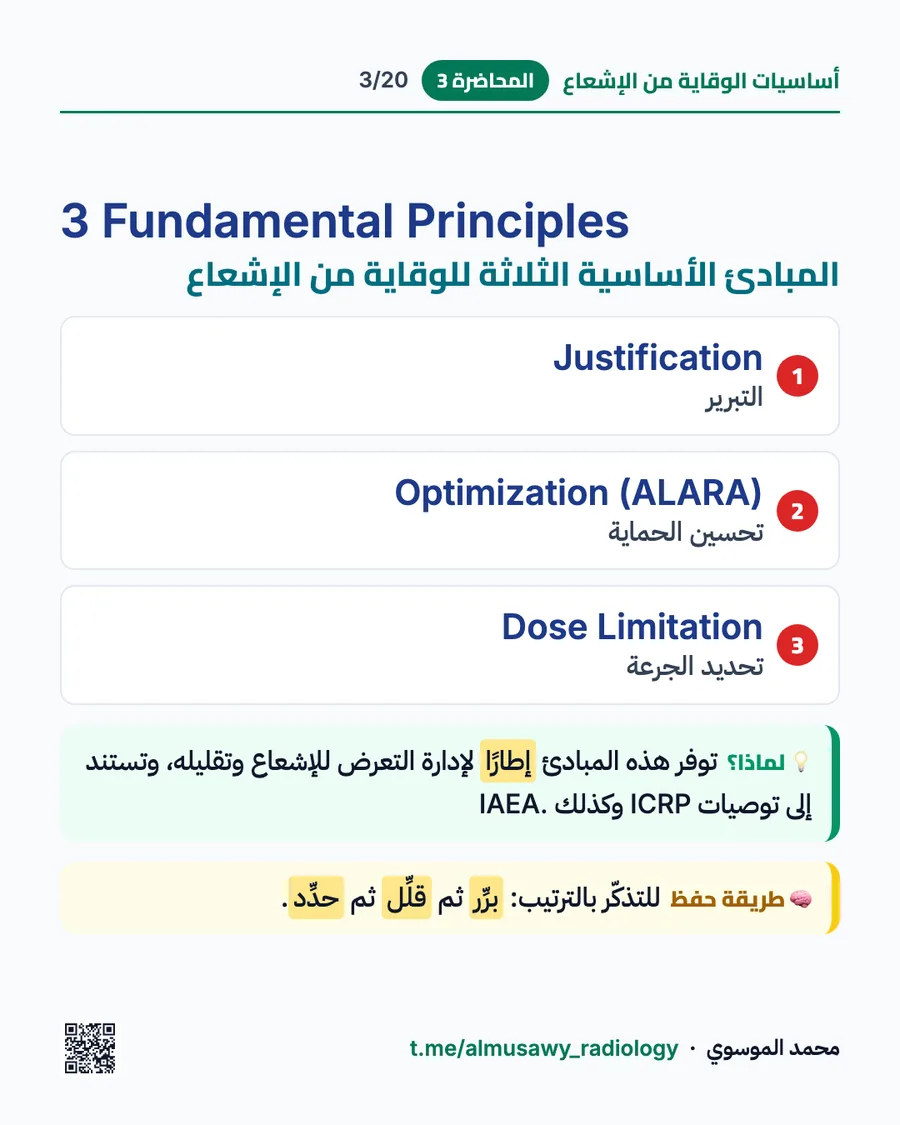 أساسيات الوقاية من الإشعاع المحاضرة 3 3/20
3 Fundamental Principles
المبادئ الأساسية الثلاثة للوقاية من الإشعاع
1 Justification
التبرير
2 Optimization (ALARA)
تحسين الحماية
3 Dose Limitation
تحديد الجرعة
💡 لماذا؟ توفر هذه المبادئ إطارًا لإدارة التعرض للإشعاع وتقليله، وتستند
إلى توصيات ICRP وكذلك .IAEA
🧠 طريقة حفظ للتذكّر بالترتيب: برِّر ثم قلِّل ثم حدِّد.
محمد الموسوي · t.me/almusawy_radiology